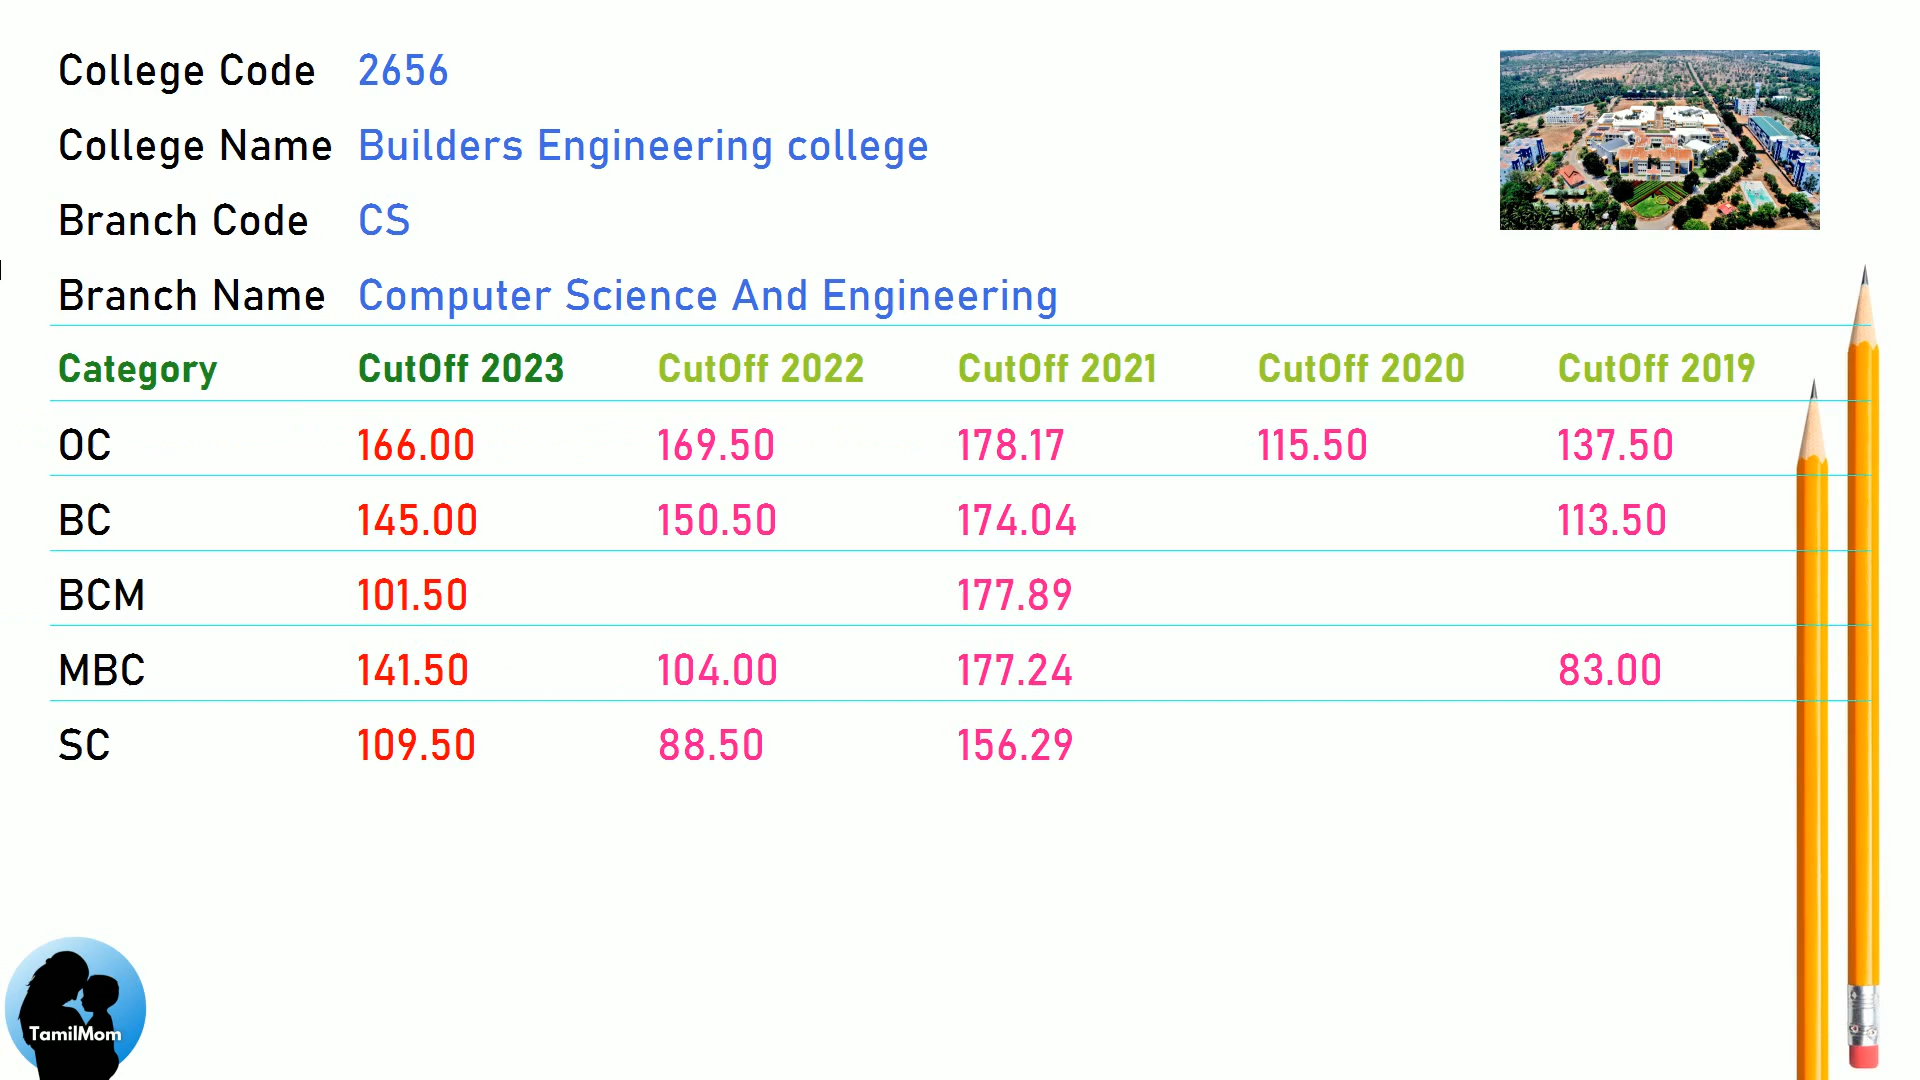 College Code 2656
College Name Builders Engineering college
Branch Code CS
Branch Name Computer Science And Engineering
Category CutOff 2023 CutOff 2022 CutOff 2021 CutOff 2020 CutOff 2019
OC 166.00 169.50 178.17 115.50 137.50
BC 145.00 150.50 174.04 113.50
BCM 101.50 177.89
MBC 141.50 104.00 177.24 83.00
SC 109.50 88.50 156.29
TamilMom